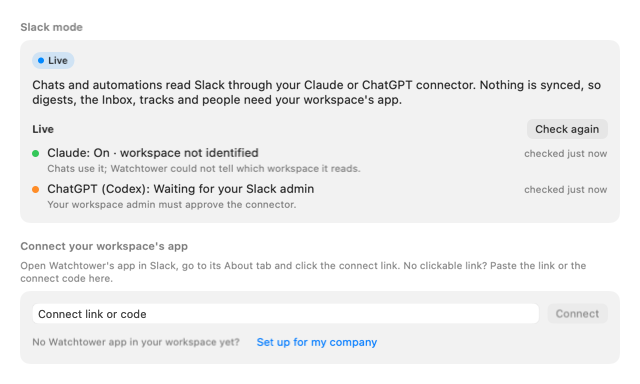 Slack mode
Live
Chats and automations read Slack through your Claude or ChatGPT connector. Nothing is synced, so
digests, the Inbox, tracks and people need your workspace's app.
Live
Check again
Claude: On · workspace not identified
checked just now
Chats use it; Watchtower could not tell which workspace it reads.
ChatGPT (Codex): Waiting for your Slack admin
checked just now
Your workspace admin must approve the connector.
Connect your workspace's app
Open Watchtower's app in Slack, go to its About tab and click the connect link. No clickable link? Paste the link or the
connect code here.
Connect link or code
Connect
No Watchtower app in your workspace yet?
Set up for my company